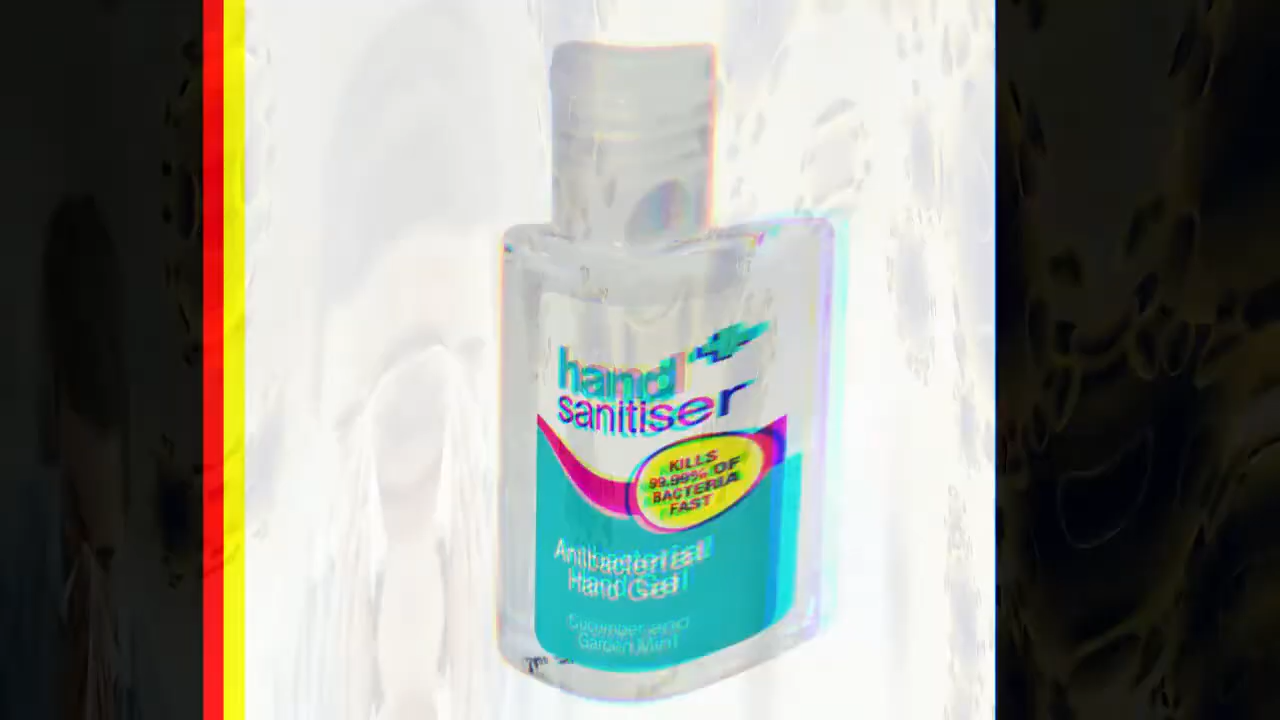 hand
sanitiser
KILLS
99.99% OF
BACTERIA
FAST
Antibacterial
Hand Gel
Cucumber and
Garden Mint